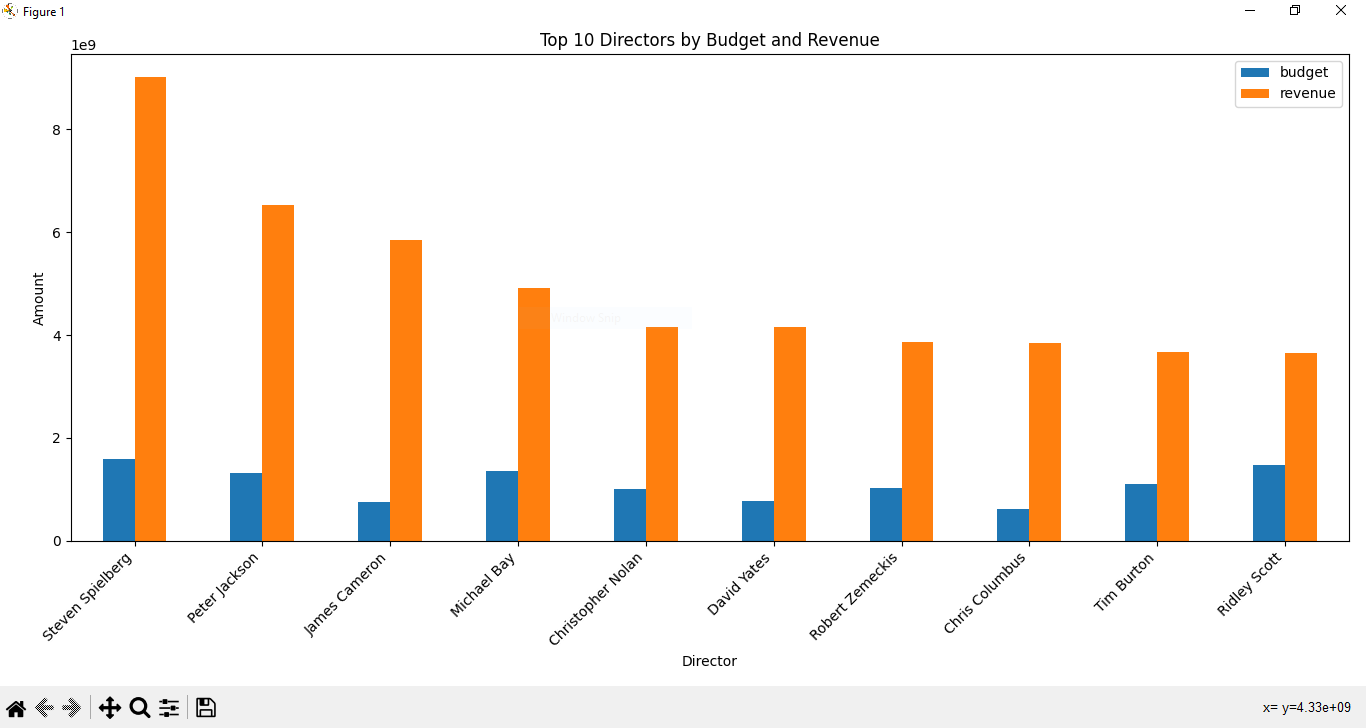 Figure 1
Top 10 Directors by Budget and Revenue
1e9
budget
revenue
8
6
4
2
0
Amount
Steven Spielberg
Peter Jackson
James Cameron
Michael Bay
Christopher Nolan
David Yates
Robert Zemeckis
Chris Columbus
Tim Burton
Ridley Scott
Director
x= y=4.33e+09